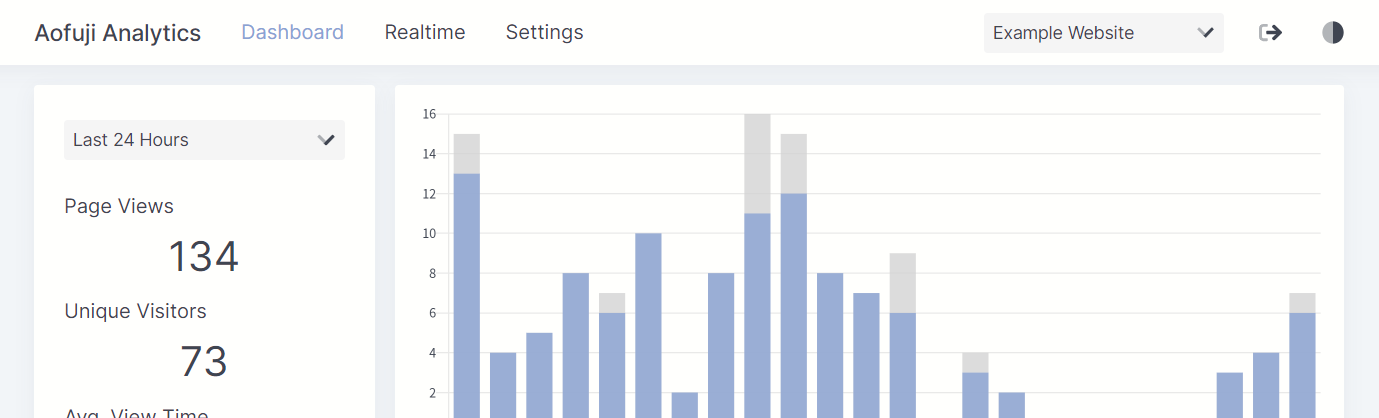 Aofuji Analytics Dashboard Realtime Settings Example Website
Last 24 Hours
Page Views
134
Unique Visitors
73
Avg. View Time
16
14
12
10
8
6
4
2